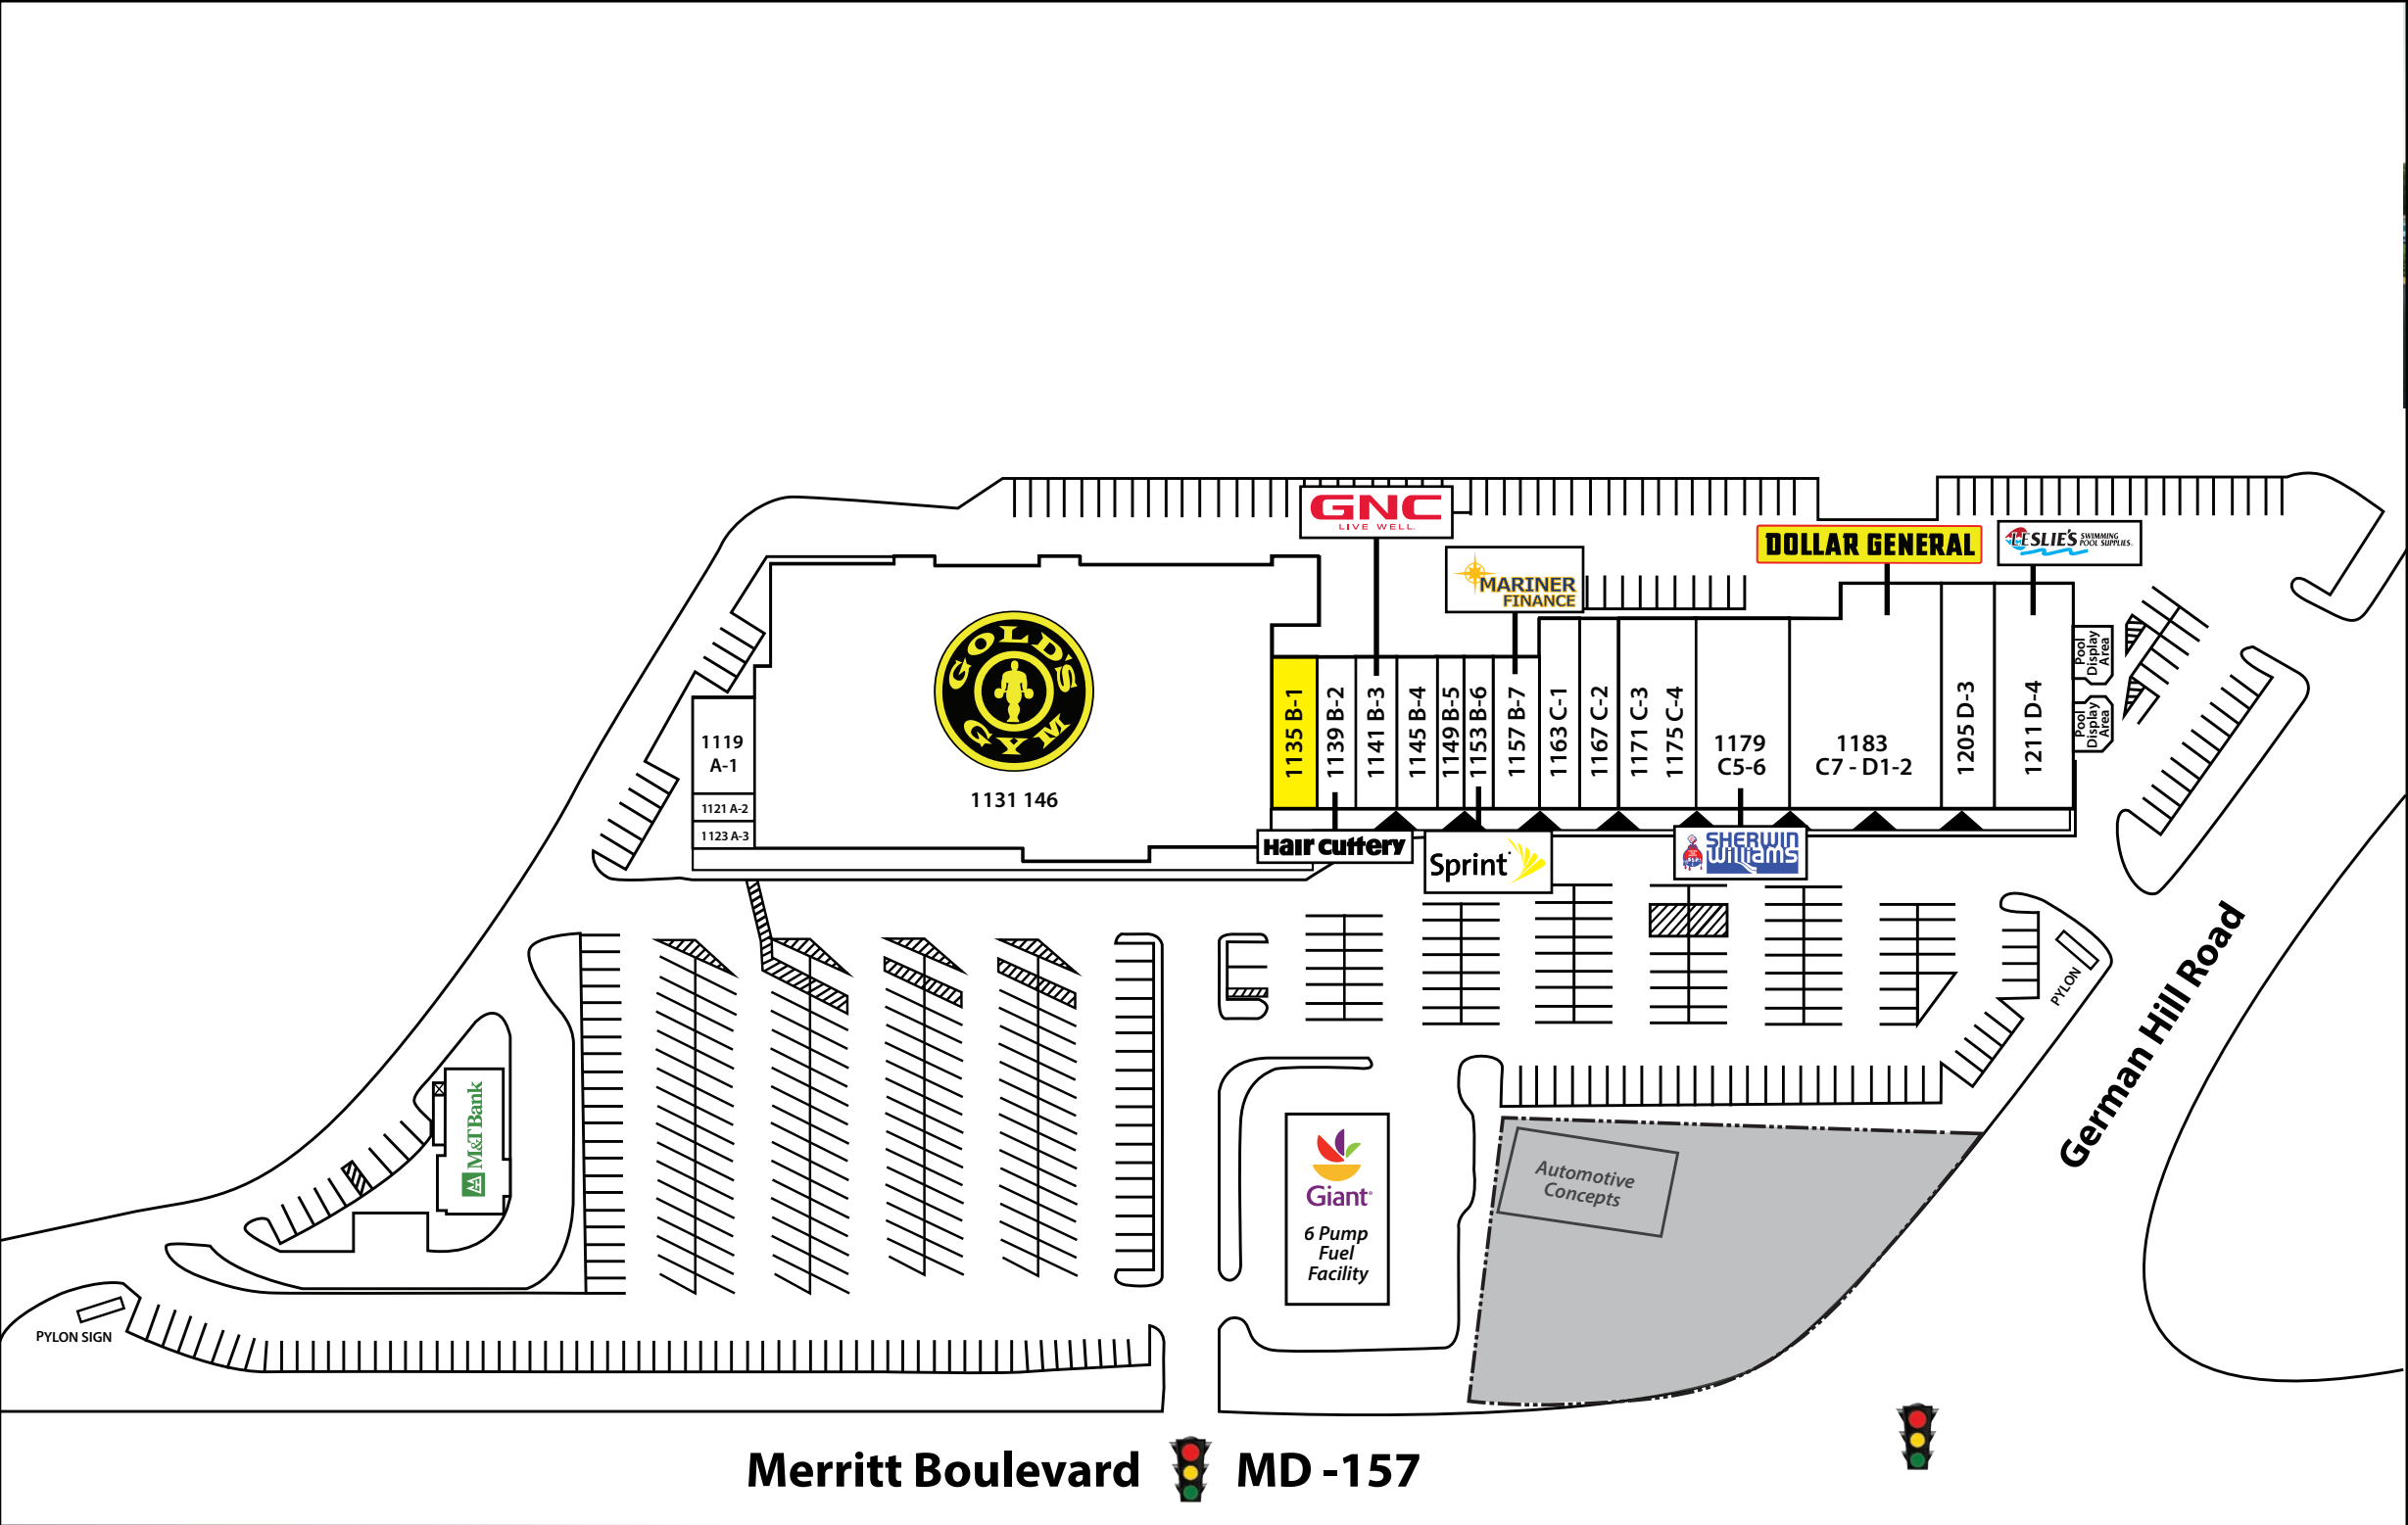 GNC
LIVE WELL
MARINER
FINANCE
DOLLAR GENERAL
LESLIE'S SWIMMING
POOL SUPPLIES
GOLD'S
GYM
1131 146
1119
A-1
1121 A-2
1123 A-3
1135 B-1
1139 B-2
1141 B-3
1145 B-4
1149 B-5
1153 B-6
1157 B-7
1163 C-1
1167 C-2
1171 C-3
1175 C-4
1179
C5-6
1183
C7 - D1-2
1205 D-3
1211 D-4
Pool
Display
Area
Pool
Display
Area
Hair Cuttery
Sprint
SHERWIN
WILLIAMS
PYLON
German Hill Road
M&T Bank
Giant
6 Pump
Fuel
Facility
Automotive
Concepts
PYLON SIGN
Merritt Boulevard MD -157